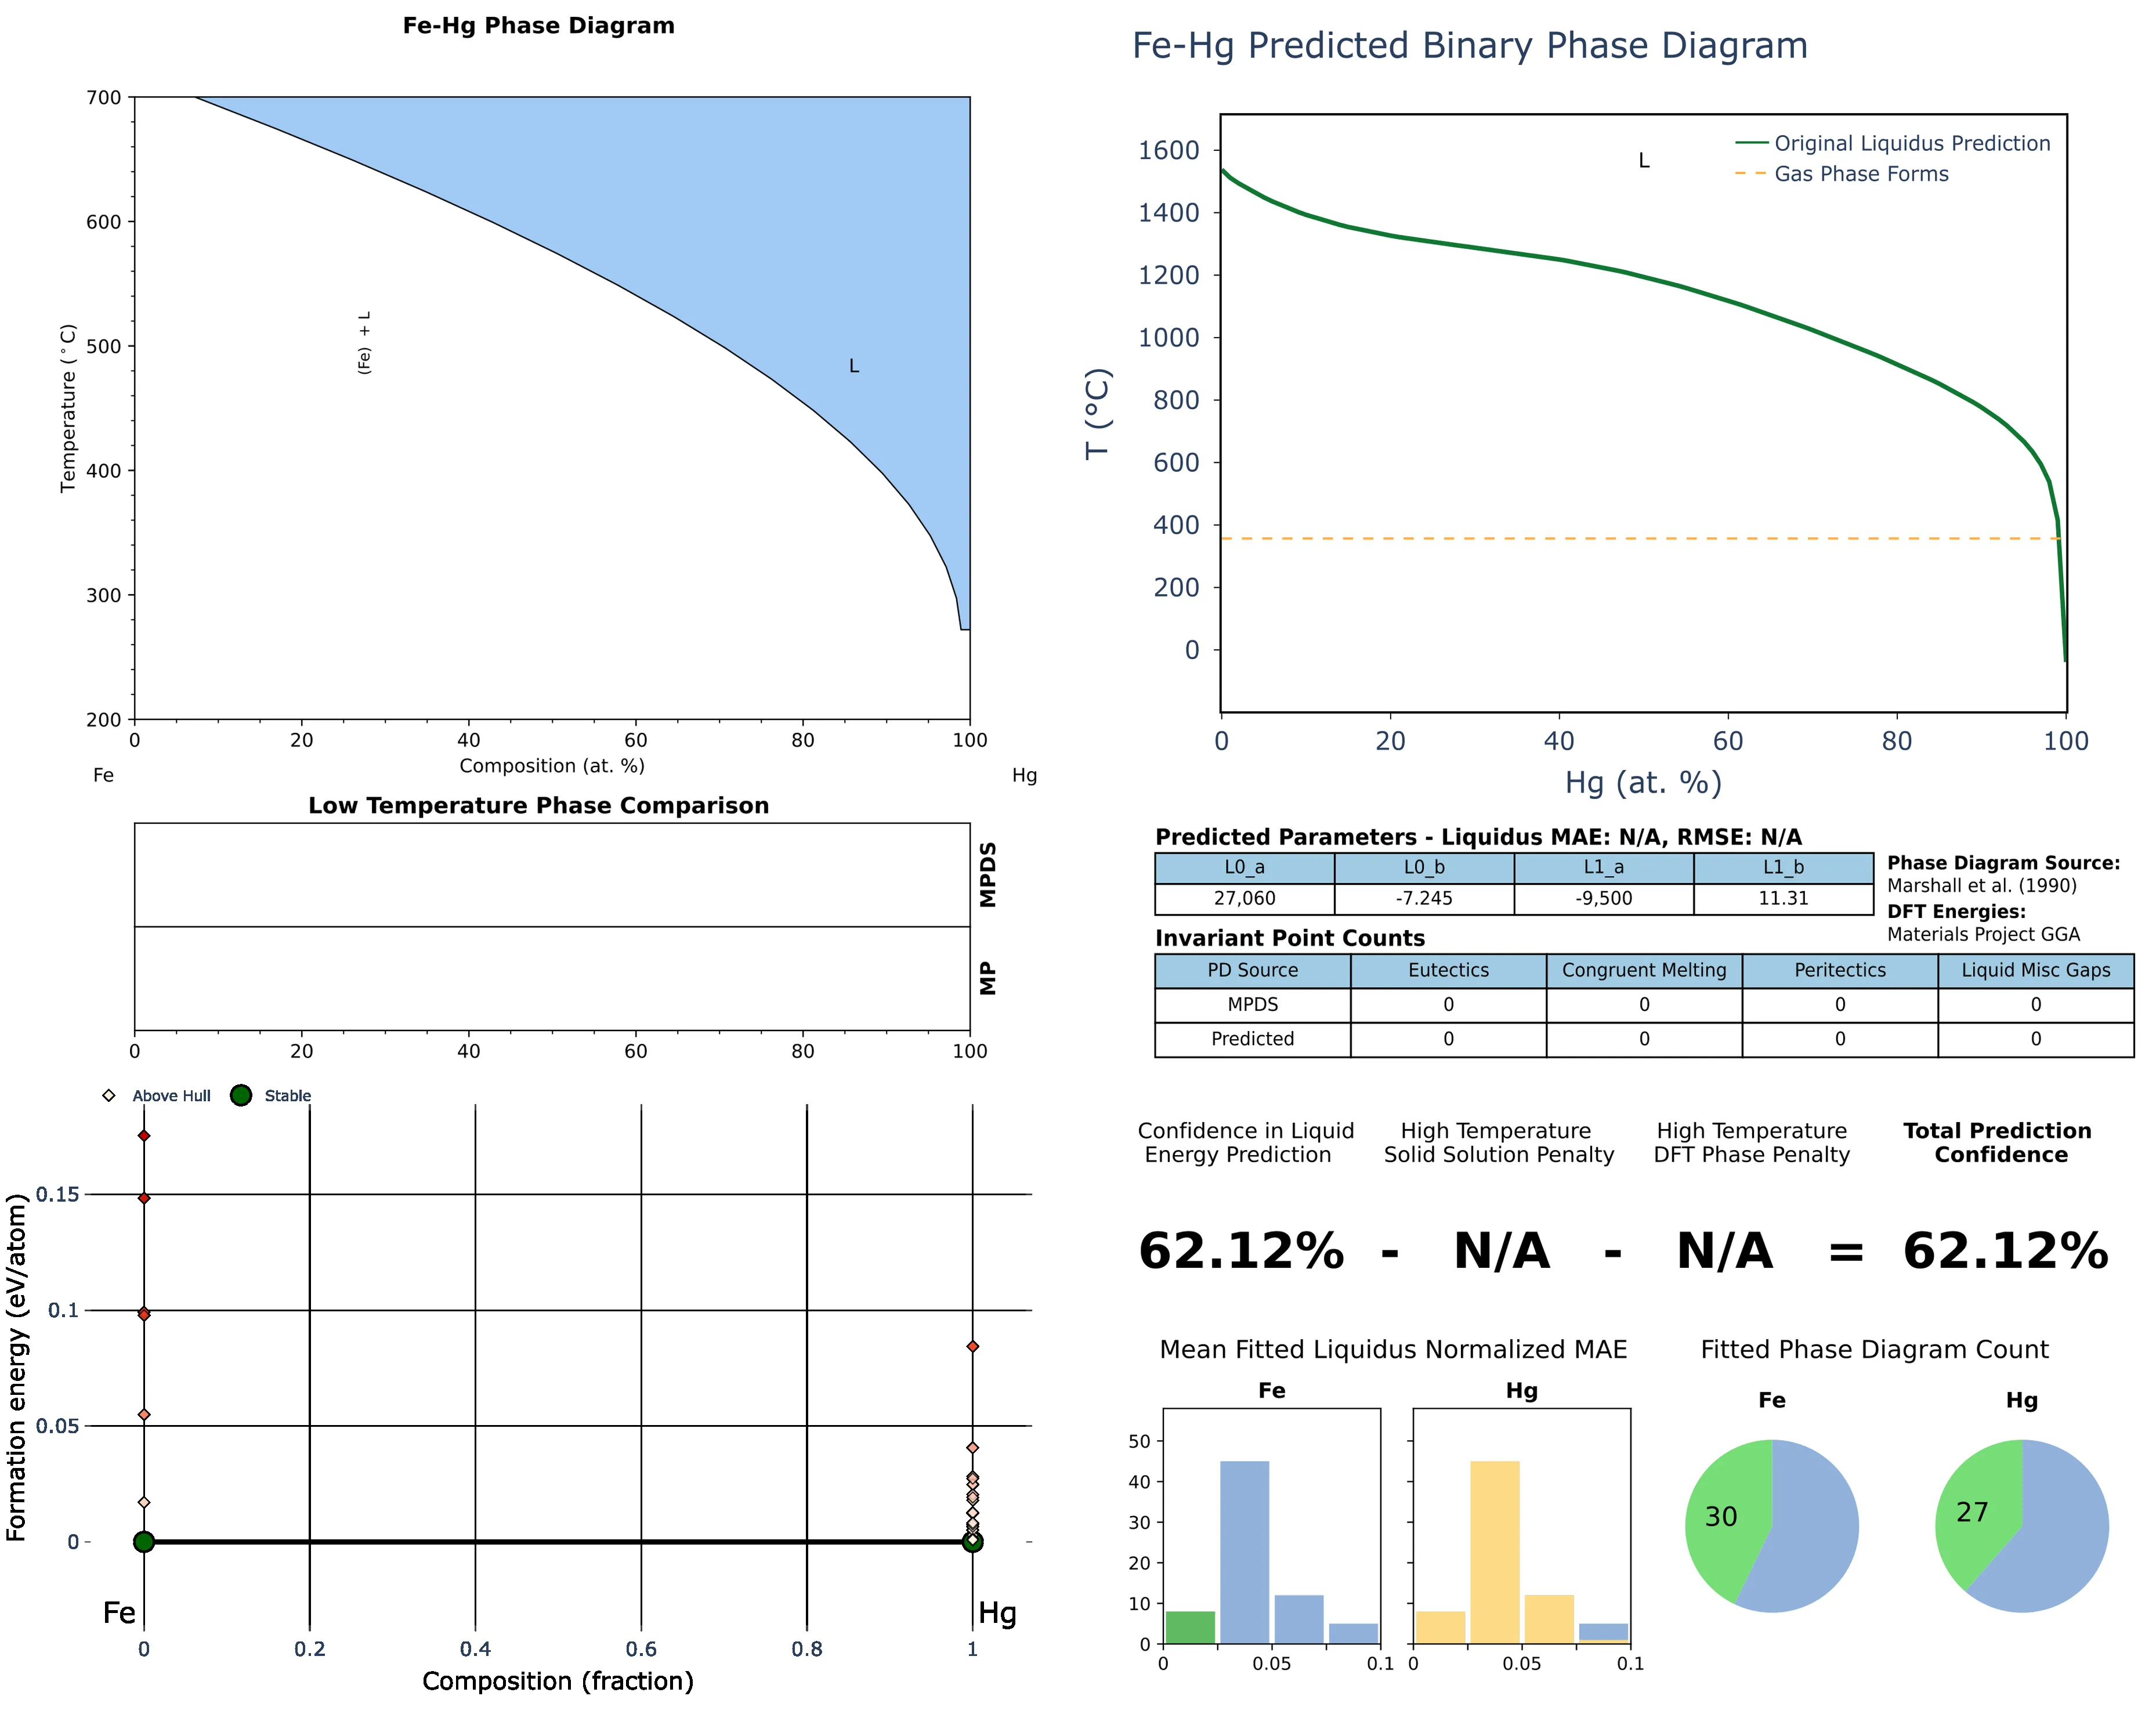 Fe-Hg Phase Diagram
700
600
500
400
300
200
Temperature (°C)
(Fe) + L
L
0 20 40 60 80 100
Fe Composition (at. %) Hg
Low Temperature Phase Comparison
MPDS
MP
0 20 40 60 80 100
Above Hull Stable
0.15
0.1
0.05
0
Formation energy (eV/atom)
Fe Hg
0 0.2 0.4 0.6 0.8 1
Composition (fraction)
Fe-Hg Predicted Binary Phase Diagram
Original Liquidus Prediction
Gas Phase Forms
L
1600
1400
1200
1000
800
600
400
200
0
T (°C)
0 20 40 60 80 100
Hg (at. %)
Predicted Parameters - Liquidus MAE: N/A, RMSE: N/A
L0_a L0_b L1_a L1_b
27,060 -7.245 -9,500 11.31
Phase Diagram Source:
Marshall et al. (1990)
DFT Energies:
Materials Project GGA
Invariant Point Counts
PD Source Eutectics Congruent Melting Peritectics Liquid Misc Gaps
MPDS 0 0 0 0
Predicted 0 0 0 0
Confidence in Liquid
Energy Prediction
High Temperature
Solid Solution Penalty
High Temperature
DFT Phase Penalty
Total Prediction
Confidence
62.12% - N/A - N/A = 62.12%
Mean Fitted Liquidus Normalized MAE
Fe Hg
50
40
30
20
10
0
0 0.05 0.1 0 0.05 0.1
Fitted Phase Diagram Count
Fe Hg
30 27